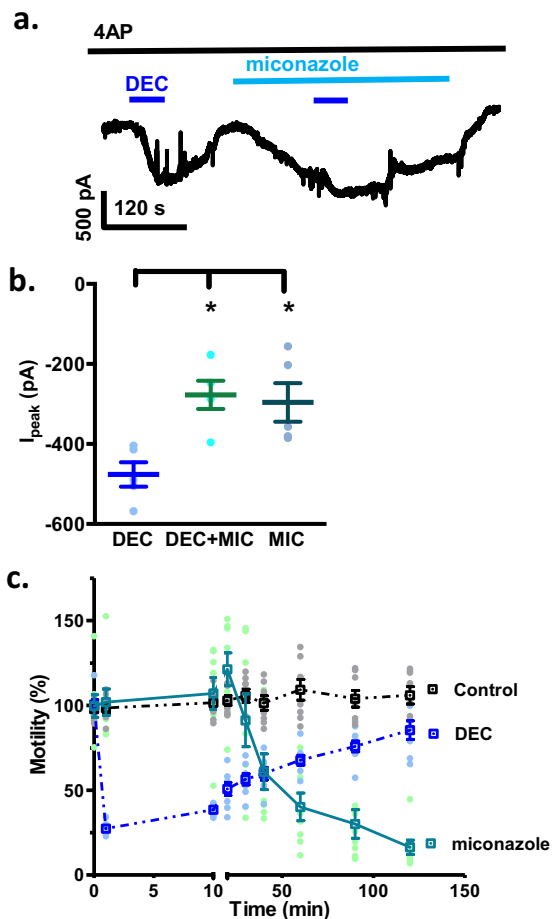 a.
4AP
miconazole
DEC
500 pA
120 s
b.
0
-200
-400
-600
I_peak (pA)
* *
DEC DEC+MIC MIC
c.
150
100
50
0
Motility (%)
Control
DEC
miconazole
0 5 10 50 100 150
Time (min)